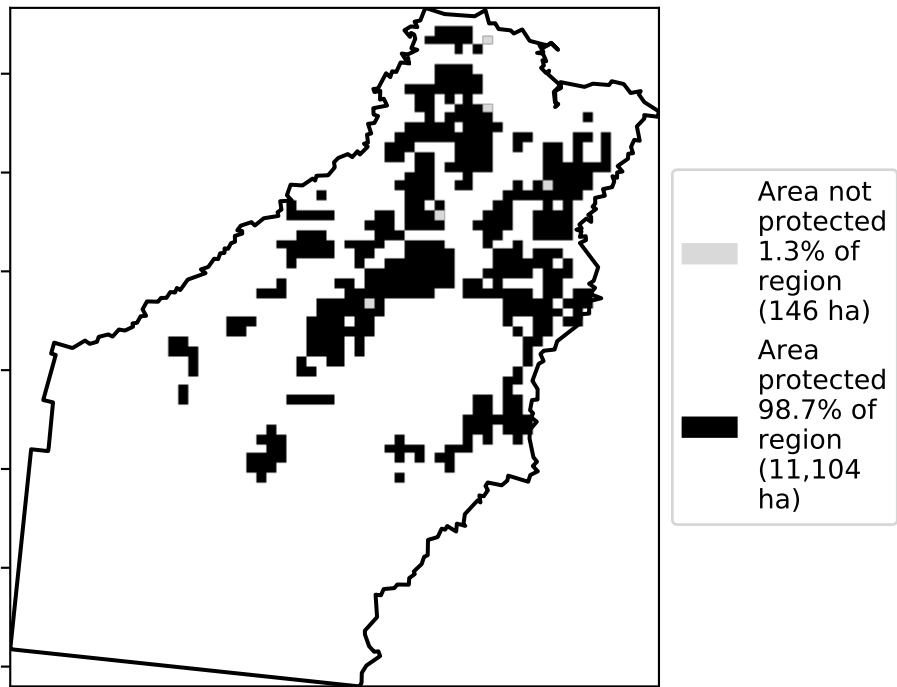 Area not
protected
1.3% of
region
(146 ha)
Area
protected
98.7% of
region
(11,104
ha)